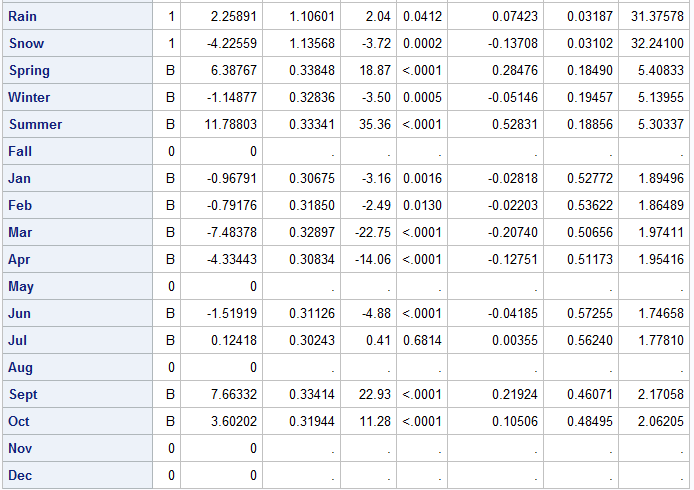 Rain 1 2.25891 1.10601 2.04 0.0412 0.07423 0.03187 31.37578
Snow 1 -4.22559 1.13568 -3.72 0.0002 -0.13708 0.03102 32.24100
Spring B 6.38767 0.33848 18.87 <.0001 0.28476 0.18490 5.40833
Winter B -1.14877 0.32836 -3.50 0.0005 -0.05146 0.19457 5.13955
Summer B 11.78803 0.33341 35.36 <.0001 0.52831 0.18856 5.30337
Fall 0 0 . . . . . .
Jan B -0.96791 0.30675 -3.16 0.0016 -0.02818 0.52772 1.89496
Feb B -0.79176 0.31850 -2.49 0.0130 -0.02203 0.53622 1.86489
Mar B -7.48378 0.32897 -22.75 <.0001 -0.20740 0.50656 1.97411
Apr B -4.33443 0.30834 -14.06 <.0001 -0.12751 0.51173 1.95416
May 0 0 . . . . . .
Jun B -1.51919 0.31126 -4.88 <.0001 -0.04185 0.57255 1.74658
Jul B 0.12418 0.30243 0.41 0.6814 0.00355 0.56240 1.77810
Aug 0 0 . . . . . .
Sept B 7.66332 0.33414 22.93 <.0001 0.21924 0.46071 2.17058
Oct B 3.60202 0.31944 11.28 <.0001 0.10506 0.48495 2.06205
Nov 0 0 . . . . . .
Dec 0 0 . . . . . .